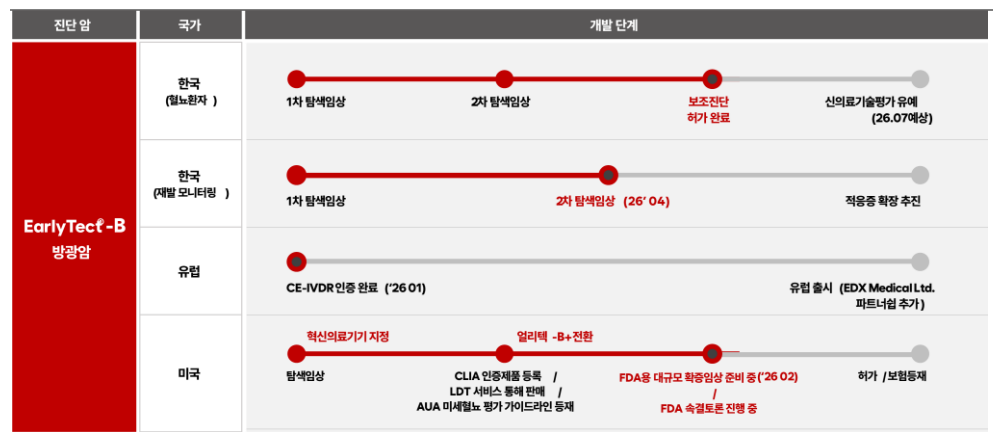 진단 암 국가 개발 단계
한국
(혈뇨환자 )
1차 탐색임상 2차 탐색임상 보조진단 신의료기술평가 유예
허가 완료 (26.07예상)
한국
(재발 모니터링 )
1차 탐색임상 2차 탐색임상 (26' 04) 적응증 확장 추진
EarlyTect®-B
방광암
유럽
CE-IVDR 인증 완료 ('26 01) 유럽 출시 (EDX Medical Ltd.
파트너쉽 추가 )
혁신의료기기 지정 얼리텍 -B+전환
미국
탐색임상 CLIA 인증제품 등록 / FDA용 대규모 확증임상 준비 중('26 02) 허가 /보험등재
LDT 서비스 통해 판매 / /
AUA 미세혈뇨 평가 가이드라인 등재 FDA 속결토론 진행 중